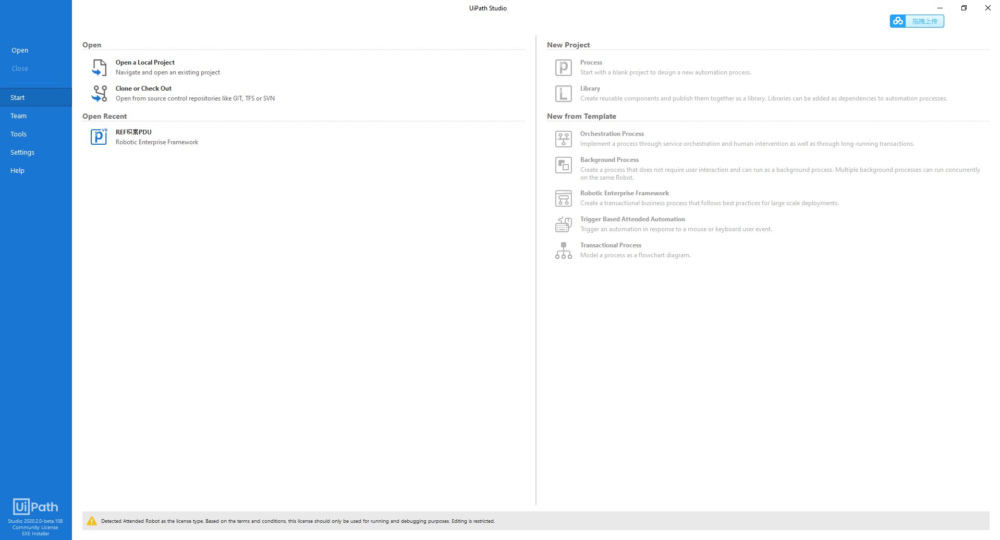 UiPath Studio
拖拽上传
Open
Close
Start
Team
Tools
Settings
Help
Open
Open a Local Project
Navigate and open an existing project
Clone or Check Out
Open from source control repositories like GIT, TFS or SVN
Open Recent
VB
REF积累PDU
Robotic Enterprise Framework
New Project
Process
Start with a blank project to design a new automation process.
Library
Create reusable components and publish them together as a library. Libraries can be added as dependencies to automation processes.
New from Template
Orchestration Process
Implement a process through service orchestration and human intervention as well as through long-running transactions.
Background Process
Create a process that does not require user interaction and can run as a background process. Multiple background processes can run concurrently
on the same Robot.
Robotic Enterprise Framework
Create a transactional business process that follows best practices for large scale deployments.
Trigger Based Attended Automation
Trigger an automation in response to a mouse or keyboard user event.
Transactional Process
Model a process as a flowchart diagram.
UiPath
Studio 2020.2.0-beta.108
Community License
EXE Installer
Detected Attended Robot as the license type. Based on the terms and conditions, this license should only be used for running and debugging purposes. Editing is restricted.